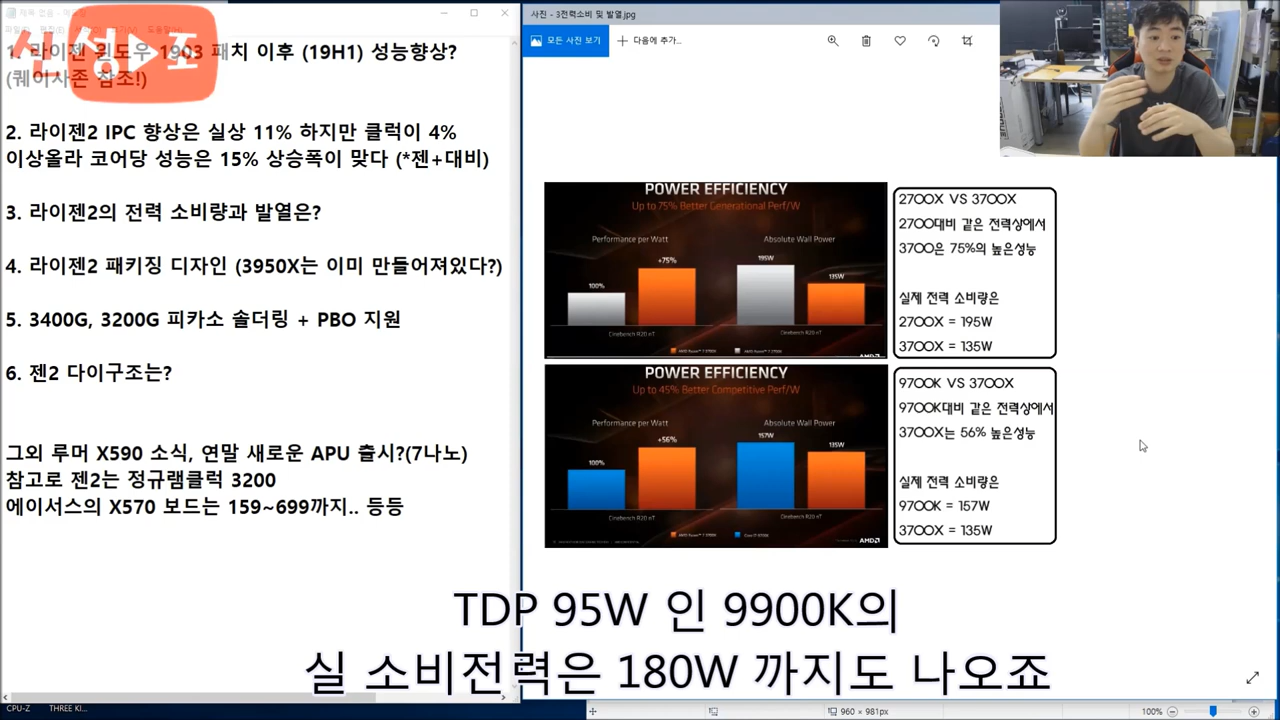 신성조
1. 라이젠 윈도우 1903 패치 이후 (19H1) 성능향상?
(퀘이사존 참조!)
2. 라이젠2 IPC 향상은 실상 11% 하지만 클럭이 4%
이상올라 코어당 성능은 15% 상승폭이 맞다 (*젠+대비)
3. 라이젠2의 전력 소비량과 발열은?
4. 라이젠2 패키징 디자인 (3950X는 이미 만들어져있다?)
5. 3400G, 3200G 피카소 솔더링 + PBO 지원
6. 젠2 다이구조는?
그외 루머 X590 소식, 연말 새로운 APU 출시?(7나노)
참고로 젠2는 정규램클럭 3200
에이서스의 X570 보드는 159~699까지.. 등등
CPU-Z THREE KI...
사진 - 3전력소비 및 발열.jpg
모든 사진 보기
다음에 추가...
POWER EFFICIENCY
Up to 75% Better Generational Perf/W
Performance per Watt
Absolute Wall Power
100%
+75%
195W
135W
Cinebench R20 nT
Cinebench R20 nT
AMD
2700X VS 3700X
2700대비 같은 전력상에서
3700은 75%의 높은성능
실제 전력 소비량은
2700X = 195W
3700X = 135W
POWER EFFICIENCY
Up to 45% Better Competitive Perf/W
Performance per Watt
Absolute Wall Power
100%
+56%
157W
135W
Cinebench R20 nT
Cinebench R20 nT
AMD
9700K VS 3700X
9700K대비 같은 전력상에서
3700X는 56% 높은성능
실제 전력 소비량은
9700K = 157W
3700X = 135W
TDP 95W 인 9900K의
실 소비전력은 180W 까지도 나오죠
960 × 981px
100%